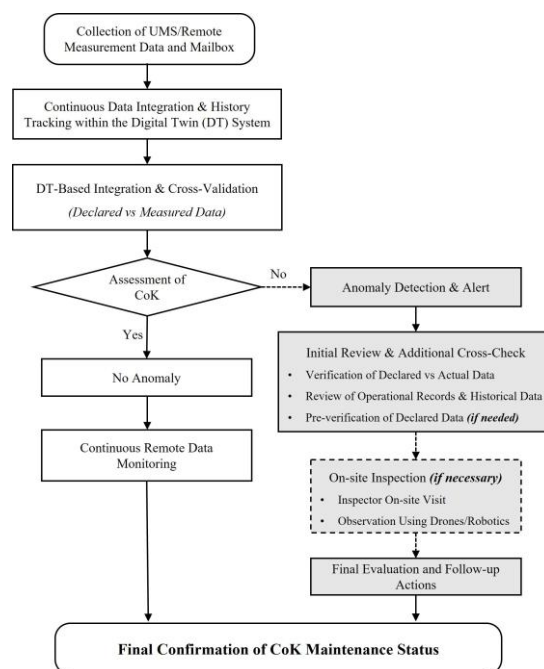 Collection of UMS/Remote
Measurement Data and Mailbox
Continuous Data Integration & History
Tracking within the Digital Twin (DT) System
DT-Based Integration & Cross-Validation
(Declared vs Measured Data)
Assessment of
CoK
No
Yes
Anomaly Detection & Alert
Initial Review & Additional Cross-Check
• Verification of Declared vs Actual Data
• Review of Operational Records & Historical Data
• Pre-verification of Declared Data (if needed)
No Anomaly
Continuous Remote Data
Monitoring
On-site Inspection (if necessary)
• Inspector On-site Visit
• Observation Using Drones/Robotics
Final Evaluation and Follow-up
Actions
Final Confirmation of CoK Maintenance Status